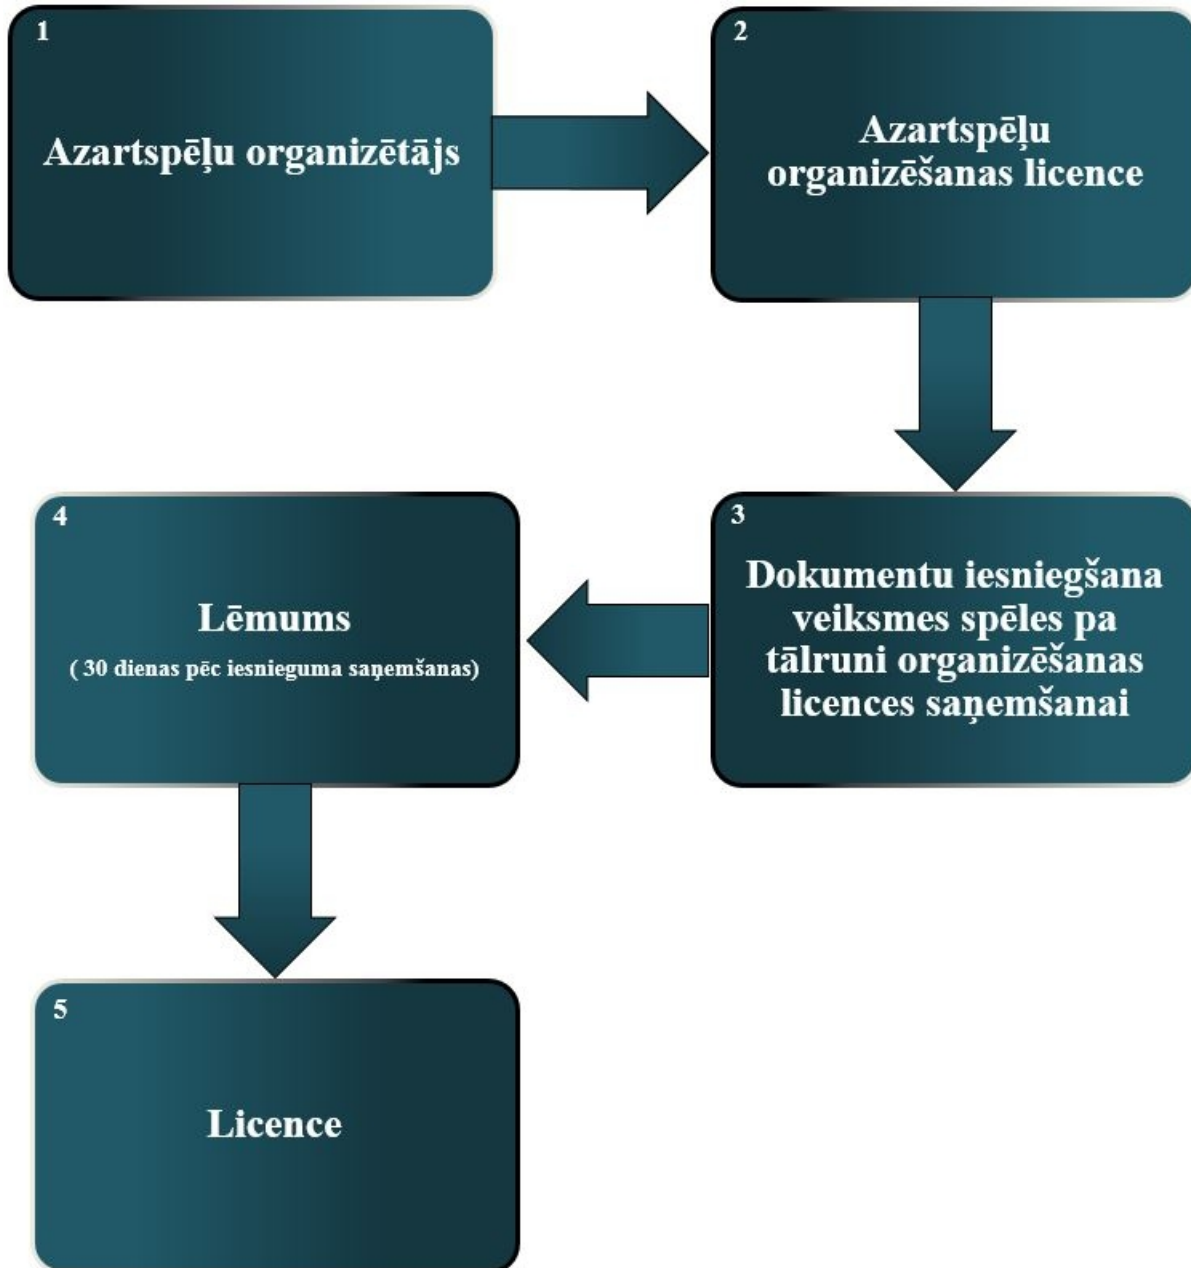 1
Azartspēļu organizētājs
2
Azartspēļu
organizēšanas licence
3
Dokumentu iesniegšana
veiksmes spēles pa
tālruni organizēšanas
licences saņemšanai
4
Lēmums
( 30 dienas pēc iesnieguma saņemšanas)
5
Licence